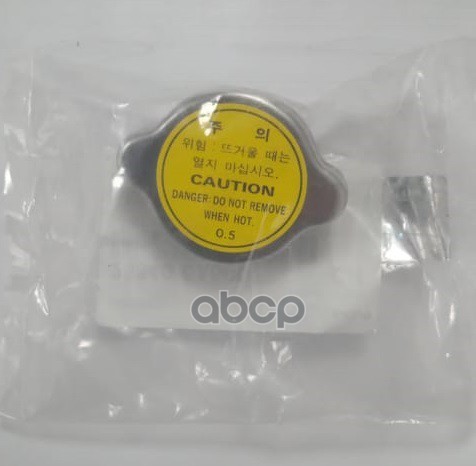 주 의
위험 : 뜨거울 때는
열지 마십시오.
CAUTION
DANGER: DO NOT REMOVE
WHEN HOT.
0.5
abcp